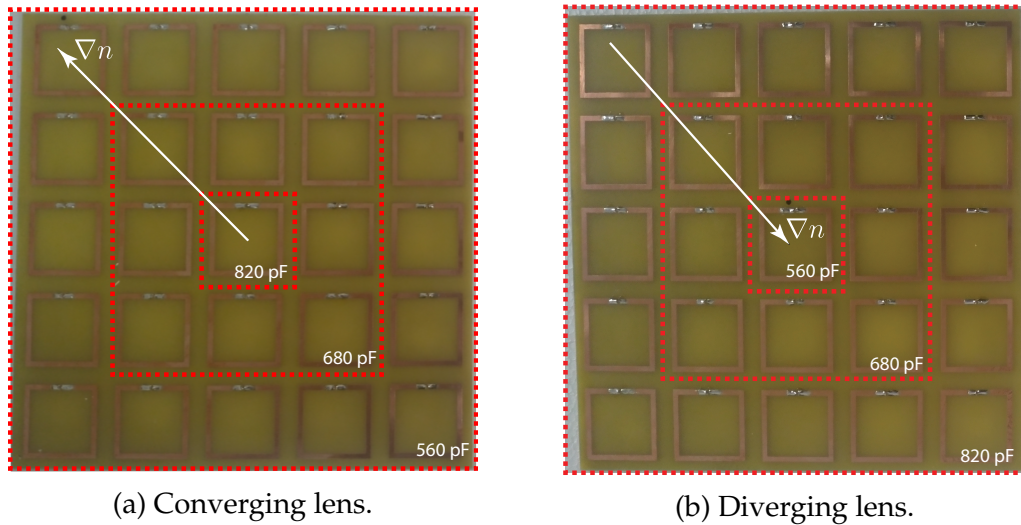 ∇n
820 pF
680 pF
560 pF
(a) Converging lens.
∇n
560 pF
680 pF
820 pF
(b) Diverging lens.